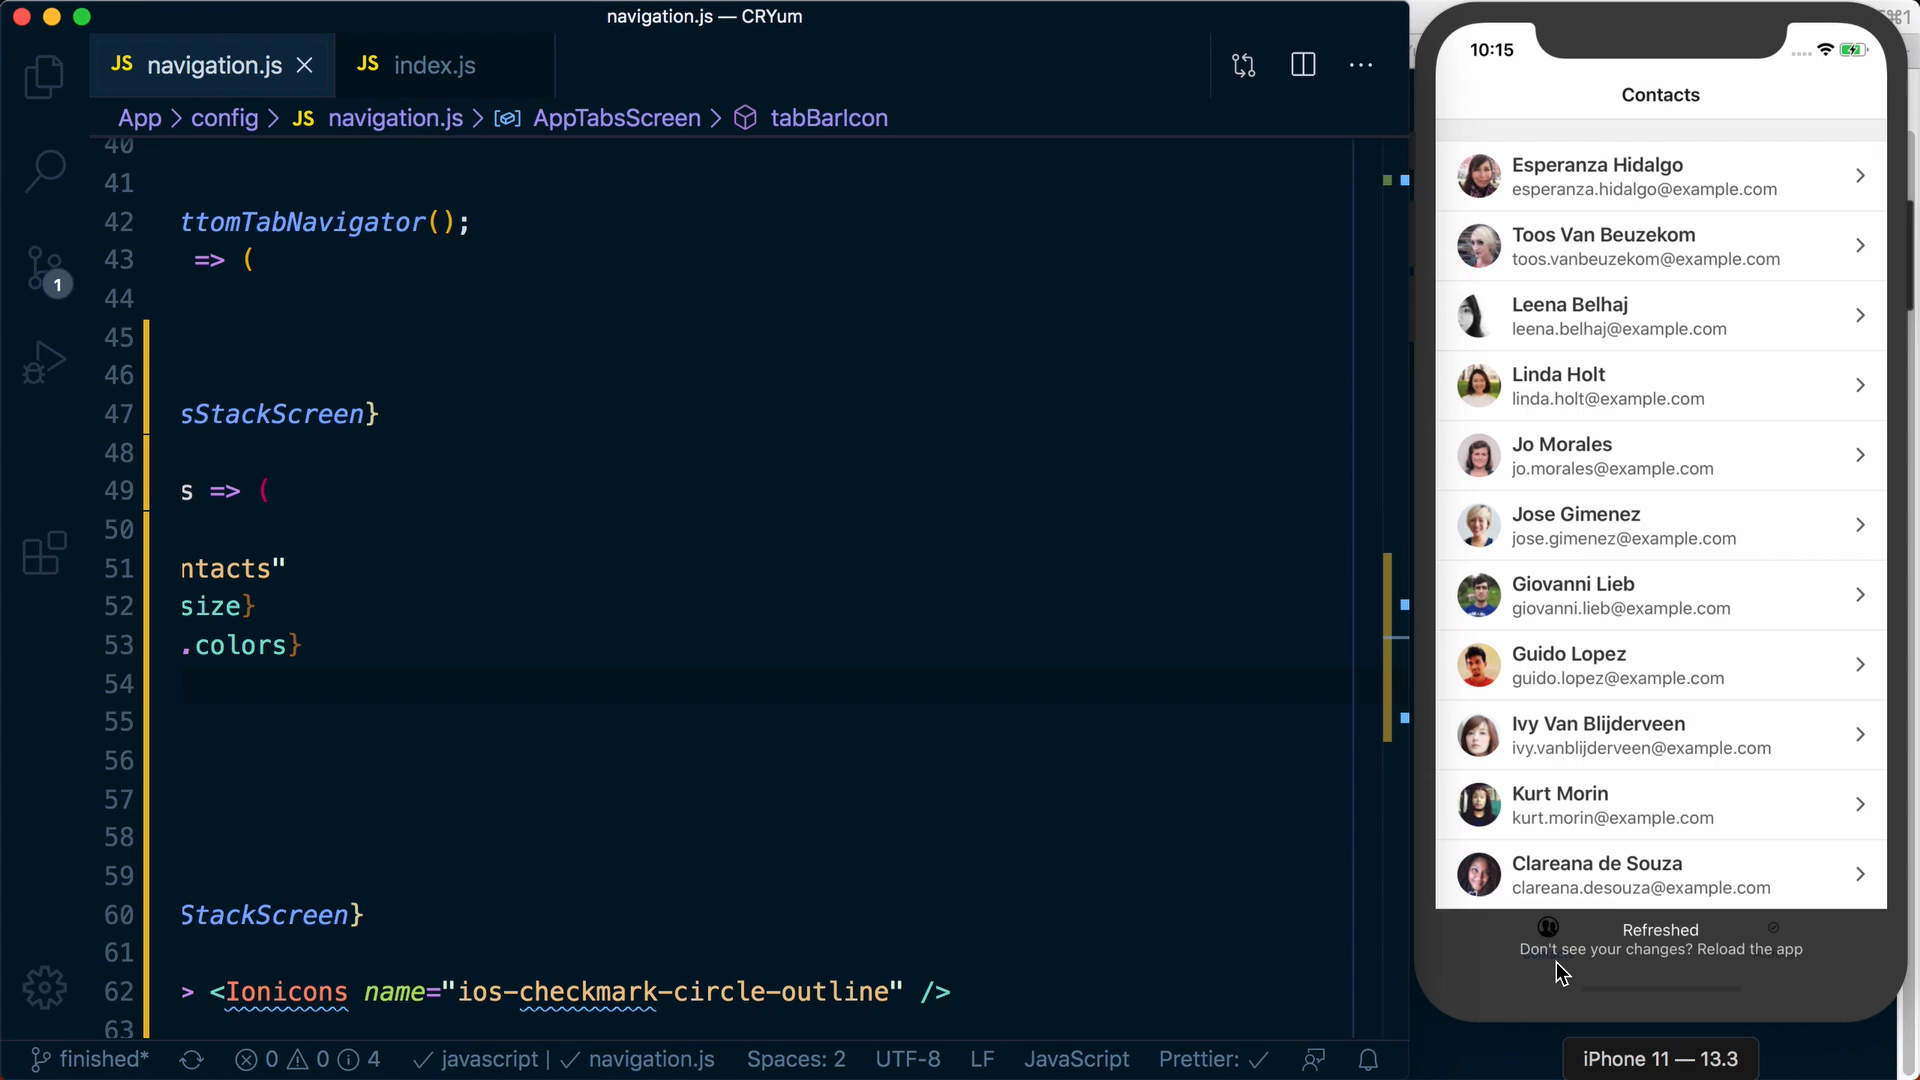 navigation.js — CRYum
JS navigation.js
JS index.js
App > config > JS navigation.js > AppTabsScreen > tabBarIcon
40
41
42 ttomTabNavigator();
43 => (
44
45
46
47 sStackScreen}
48
49 s => (
50
51 ntacts"
52 size}
53 .colors}
54
55
56
57
58
59
60 StackScreen}
61
62 > <Ionicons name="ios-checkmark-circle-outline" />
63
1
finished* 0 0 4 javascript | navigation.js Spaces: 2 UTF-8 LF JavaScript Prettier:
⌘1
10:15
Contacts
Esperanza Hidalgo
esperanza.hidalgo@example.com
Toos Van Beuzekom
toos.vanbeuzekom@example.com
Leena Belhaj
leena.belhaj@example.com
Linda Holt
linda.holt@example.com
Jo Morales
jo.morales@example.com
Jose Gimenez
jose.gimenez@example.com
Giovanni Lieb
giovanni.lieb@example.com
Guido Lopez
guido.lopez@example.com
Ivy Van Blijderveen
ivy.vanblijderveen@example.com
Kurt Morin
kurt.morin@example.com
Clareana de Souza
clareana.desouza@example.com
Refreshed
Don't see your changes? Reload the app
iPhone 11 — 13.3